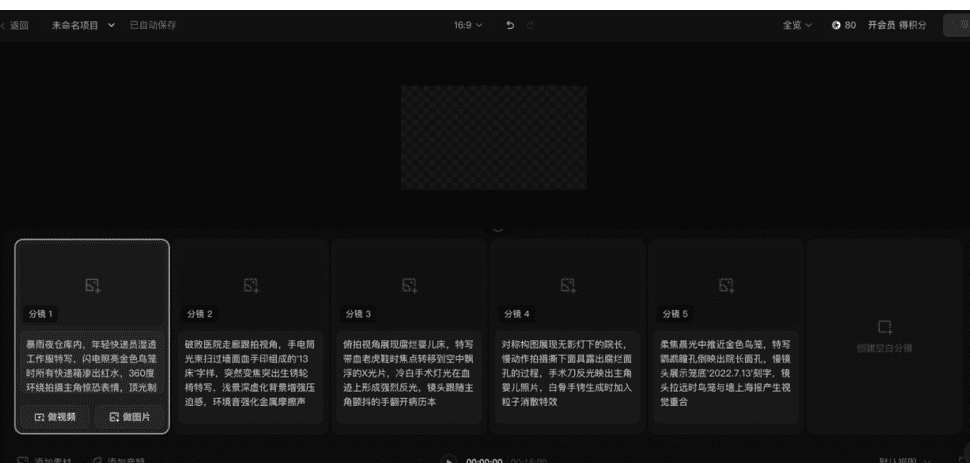 返回
未命名项目
已自动保存
16:9
全览
80
开会员 得积分
分镜 1
暴雨夜仓库内，年轻快递员湿透
工作服特写，闪电照亮金色鸟笼
时所有快递箱渗出红水，360度
环绕拍摄主角惊恐表情，顶光制
做视频
做图片
分镜 2
破败医院走廊跟拍视角，手电筒
光束扫过墙面血手印组成的'13
床'字样，突然变焦突出生锈轮
椅特写，浅景深虚化背景增强压
迫感，环境音强化金属摩擦声
分镜 3
俯拍视角展现腐烂婴儿床，特写
带血老虎鞋时焦点转移到空中飘
浮的X光片，冷白手术灯光在血
迹上形成强烈反光，镜头跟随主
角颤抖的手翻开病历本
分镜 4
对称构图展现无影灯下的院长，
慢动作拍摄撕下面具露出腐烂面
孔的过程，手术刀反光映出主角
婴儿照片，白骨手铐生成时加入
粒子消散特效
分镜 5
柔焦晨光中推近金色鸟笼，特写
鹦鹉瞳孔倒映出院长面孔，慢镜
头展示笼底'2022.7.13'刻字，镜
头拉远时鸟笼与墙上海报产生视
觉重合
创建空白分镜
添加素材
添加音频
00:00:00 / 00:15:00
默认视图